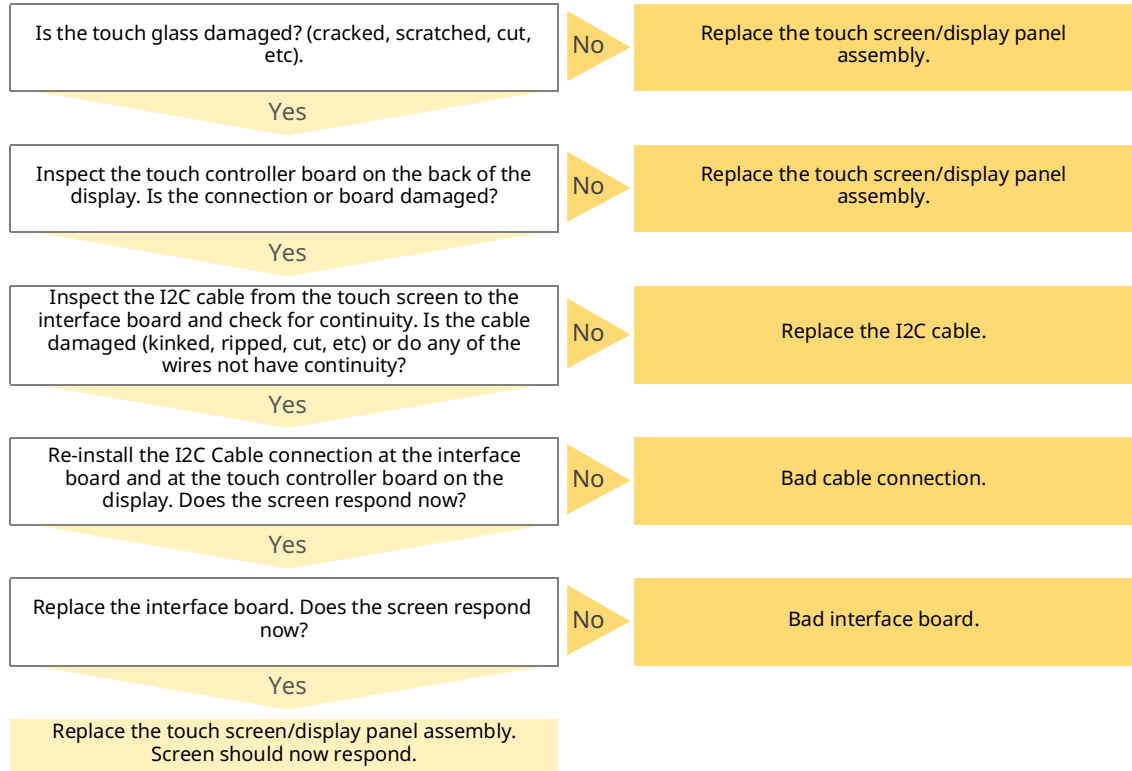 Is the touch glass damaged? (cracked, scratched, cut,
etc).
No
Replace the touch screen/display panel
assembly.
Yes
Inspect the touch controller board on the back of the
display. Is the connection or board damaged?
No
Replace the touch screen/display panel
assembly.
Yes
Inspect the I2C cable from the touch screen to the
interface board and check for continuity. Is the cable
damaged (kinked, ripped, cut, etc) or do any of the
wires not have continuity?
No
Replace the I2C cable.
Yes
Re-install the I2C Cable connection at the interface
board and at the touch controller board on the
display. Does the screen respond now?
No
Bad cable connection.
Yes
Replace the interface board. Does the screen respond
now?
No
Bad interface board.
Yes
Replace the touch screen/display panel assembly.
Screen should now respond.